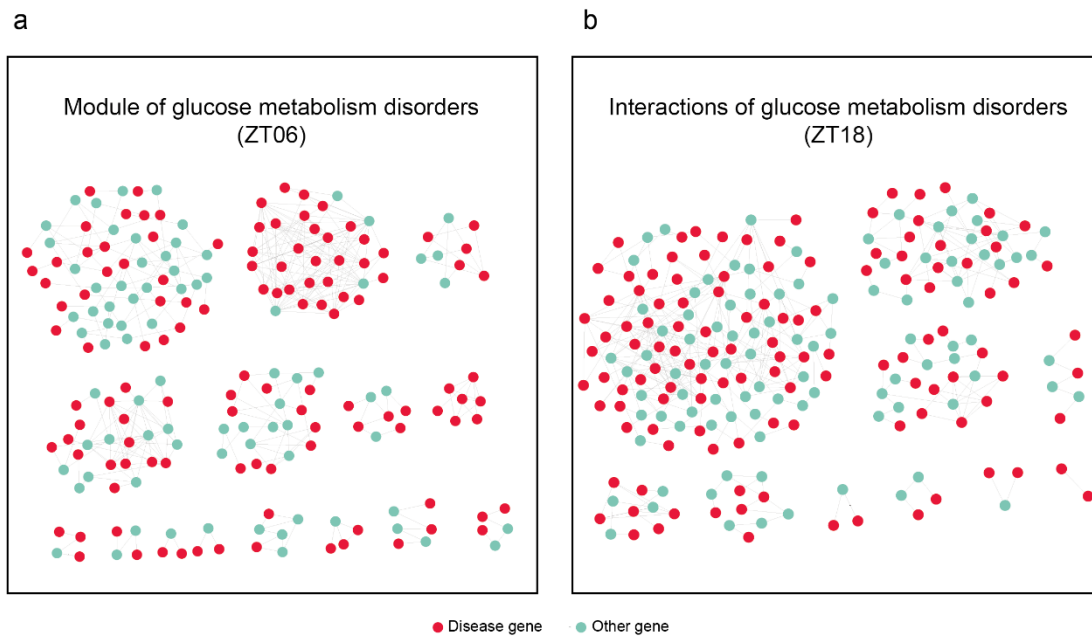 a
b
Module of glucose metabolism disorders
(ZT06)
Interactions of glucose metabolism disorders
(ZT18)
Disease gene
Other gene